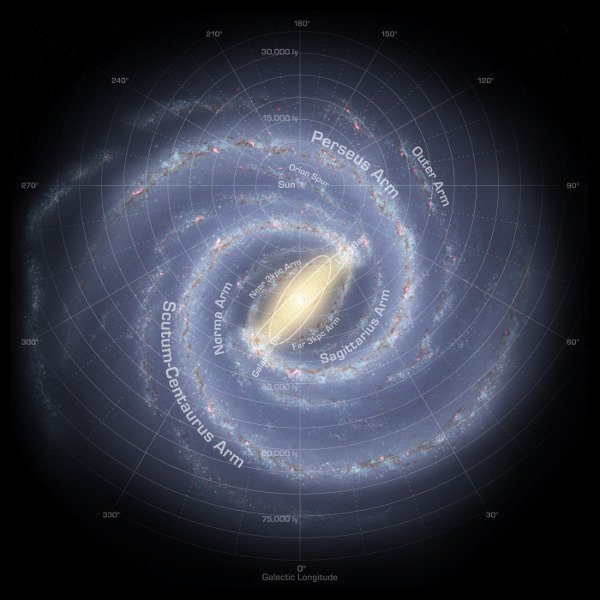 180°
210°
150°
30,000 ly
240°
120°
15,000 ly
Perseus Arm
Outer Arm
Orion Spur
Sun
270°
90°
Near 3kpc Arm
Norma Arm
Scutum-Centaurus Arm
Sagittarius Arm
Far 3kpc Arm
300°
60°
45,000 ly
60,000 ly
75,000 ly
330°
30°
0°
Galactic Longitude